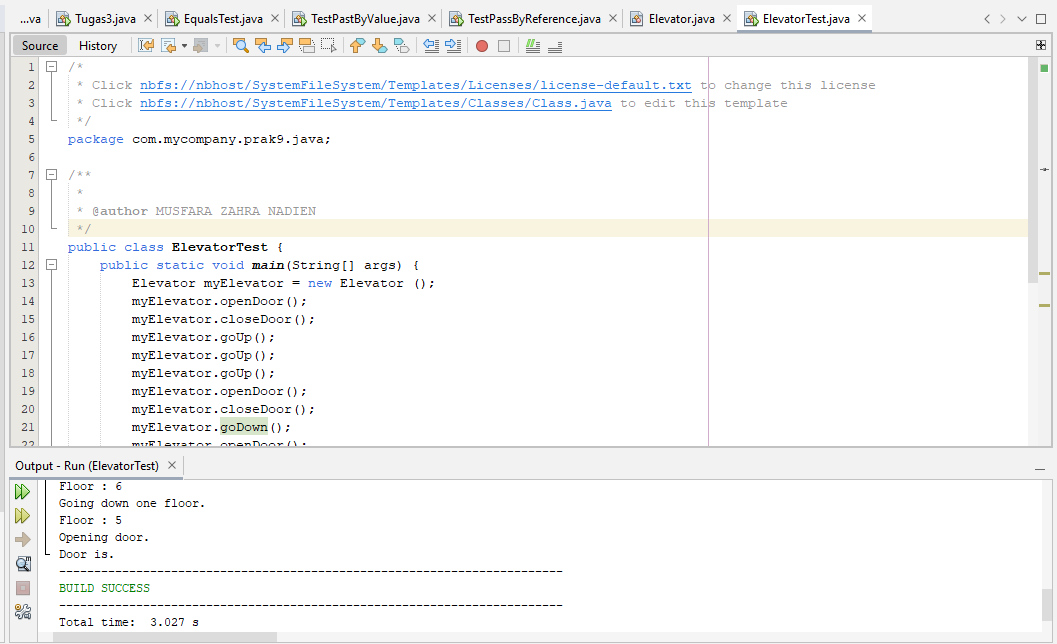 ...va Tugas3.java EqualsTest.java TestPastByValue.java TestPassByReference.java Elevator.java ElevatorTest.java
Source History
1 /*
2 * Click nbfs://nbhost/SystemFileSystem/Templates/Licenses/license-default.txt to change this license
3 * Click nbfs://nbhost/SystemFileSystem/Templates/Classes/Class.java to edit this template
4 */
5 package com.mycompany.prak9.java;
6
7 /**
8 *
9 * @author MUSFARA ZAHRA NADIEN
10 */
11 public class ElevatorTest {
12 public static void main(String[] args) {
13 Elevator myElevator = new Elevator ();
14 myElevator.openDoor();
15 myElevator.closeDoor();
16 myElevator.goUp();
17 myElevator.goUp();
18 myElevator.goUp();
19 myElevator.openDoor();
20 myElevator.closeDoor();
21 myElevator.goDown();
22 myElevator.openDoor();
Output - Run (ElevatorTest)
Floor : 6
Going down one floor.
Floor : 5
Opening door.
Door is.
------------------------------------------------------------------------
BUILD SUCCESS
------------------------------------------------------------------------
Total time:  3.027 s